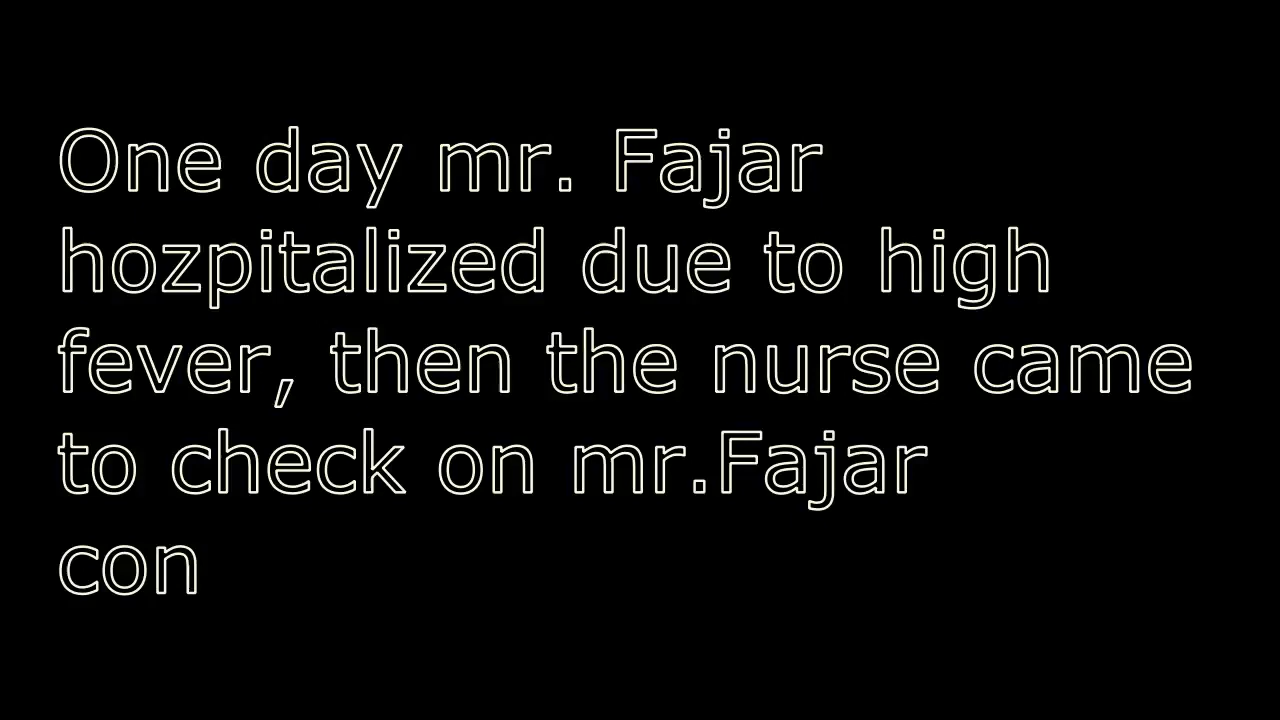 One day mr. Fajar
hozpitalized due to high
fever, then the nurse came
to check on mr.Fajar
con